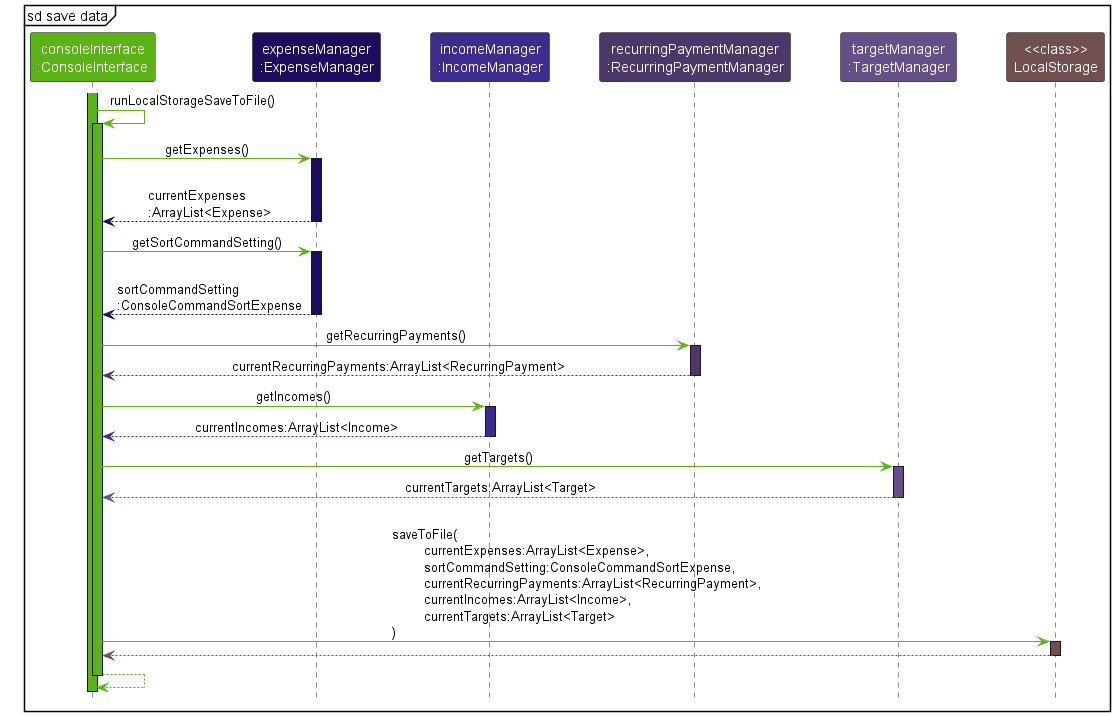 sd save data
consoleInterface
:ConsoleInterface
expenseManager
:ExpenseManager
incomeManager
:IncomeManager
recurringPaymentManager
:RecurringPaymentManager
targetManager
:TargetManager
<<class>>
LocalStorage
runLocalStorageSaveToFile()
getExpenses()
currentExpenses
:ArrayList<Expense>
getSortCommandSetting()
sortCommandSetting
:ConsoleCommandSortExpense
getRecurringPayments()
currentRecurringPayments:ArrayList<RecurringPayment>
getIncomes()
currentIncomes:ArrayList<Income>
getTargets()
currentTargets:ArrayList<Target>
saveToFile(
currentExpenses:ArrayList<Expense>,
sortCommandSetting:ConsoleCommandSortExpense,
currentRecurringPayments:ArrayList<RecurringPayment>,
currentIncomes:ArrayList<Income>,
currentTargets:ArrayList<Target>
)